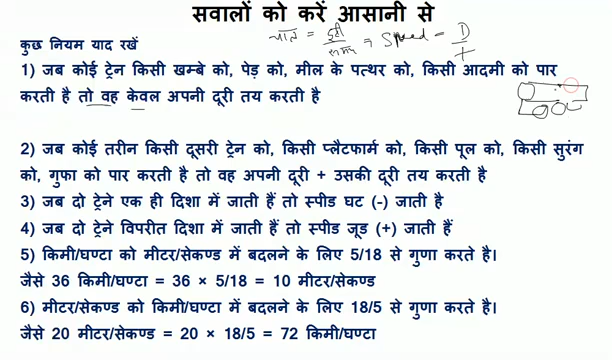 सवालों को करें आसानी से
चाल = दूरी/समय = Speed = D/t
कुछ नियम याद रखें
1) जब कोई ट्रेन किसी खम्बे को, पेड़ को, मील के पत्थर को, किसी आदमी को पार
करती है तो वह केवल अपनी दूरी तय करती है
2) जब कोई तरीन किसी दूसरी ट्रेन को, किसी प्लैटफार्म को, किसी पूल को, किसी सुरंग
को, गुफा को पार करती है तो वह अपनी दूरी + उसकी दूरी तय करती है
3) जब दो ट्रेने एक ही दिशा में जाती हैं तो स्पीड घट (-) जाती है
4) जब दो ट्रेने विपरीत दिशा में जाती हैं तो स्पीड जूड (+) जाती हैं
5) किमी/घण्टा को मीटर/सेकण्ड में बदलने के लिए 5/18 से गुणा करते है।
जैसे 36 किमी/घण्टा = 36 × 5/18 = 10 मीटर/सेकण्ड
6) मीटर/सेकण्ड को किमी/घण्टा में बदलने के लिए 18/5 से गुणा करते है।
जैसे 20 मीटर/सेकण्ड = 20 × 18/5 = 72 किमी/घण्टा